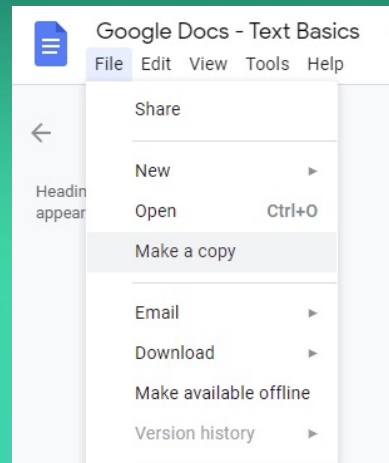 Google Docs - Text Basics
File Edit View Tools Help
Share
Headin
appear
New
Open Ctrl+O
Make a copy
Email
Download
Make available offline
Version history